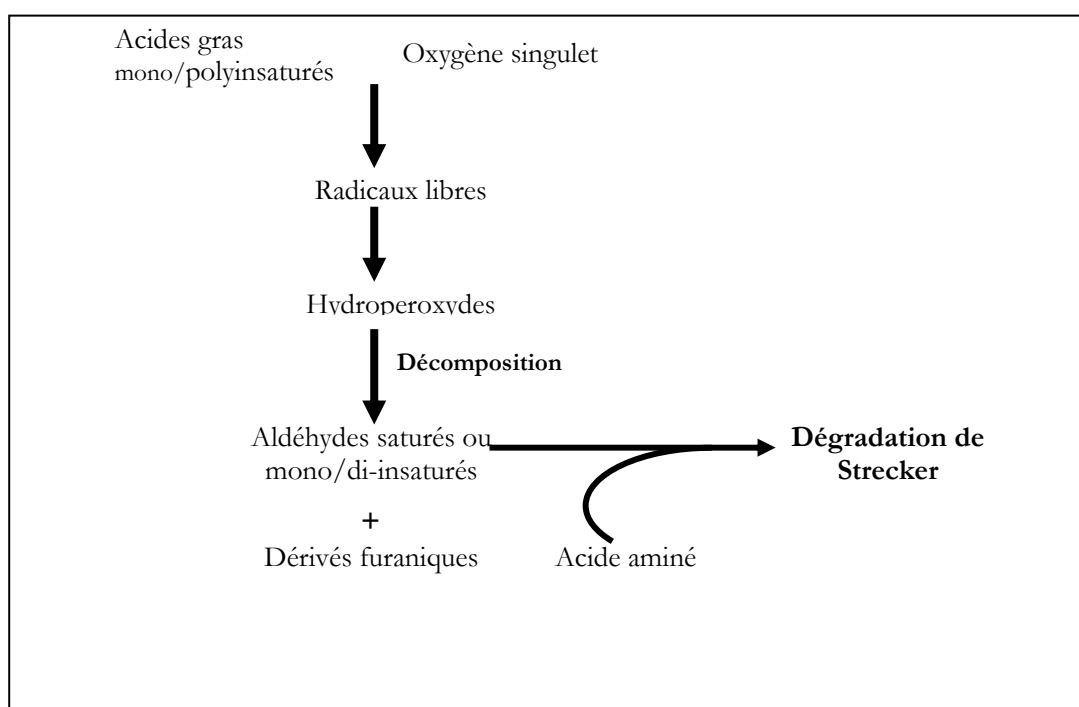 Acides gras
mono/polyinsaturés
Oxygène singulet
Radicaux libres
Hydroperoxydes
Décomposition
Aldéhydes saturés ou
mono/di-insaturés
+
Dérivés furaniques
Acide aminé
Dégradation de
Strecker